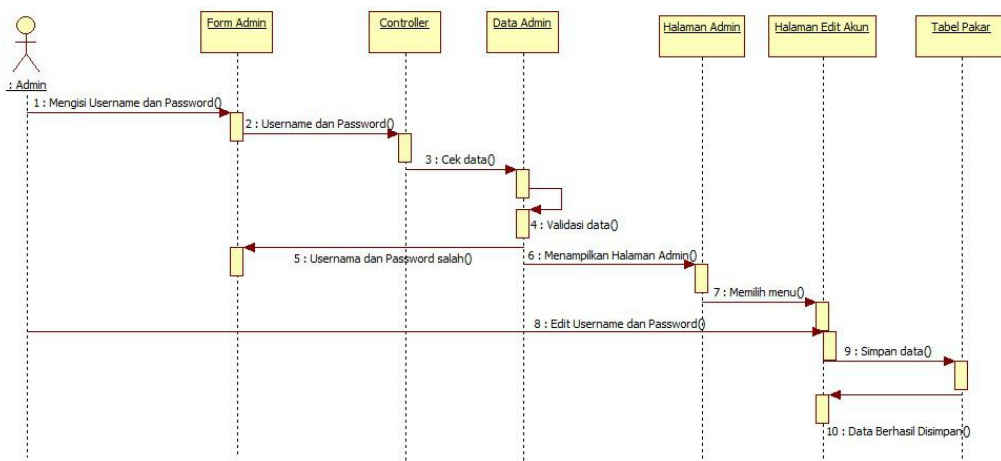 Form Admin
Controller
Data Admin
Halaman Admin
Halaman Edit Akun
Tabel Pakar
: Admin
1 : Mengisi Username dan Password()
2 : Username dan Password()
3 : Cek data()
4 : Validasi data()
5 : Usernama dan Password salah()
6 : Menampilkan Halaman Admin()
7 : Memilih menu()
8 : Edit Username dan Password()
9 : Simpan data()
10 : Data Berhasil Disimpan()